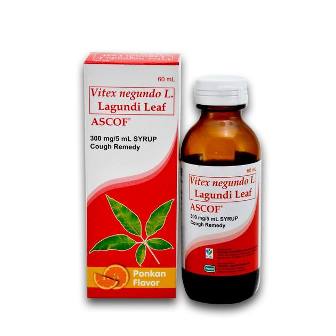 60 mL
Vitex negundo L.
Lagundi Leaf
ASCOF®
300 mg/5 mL SYRUP
Cough Remedy
Ponkan
Flavor
60 mL
Vitex negundo L.
Lagundi Leaf
ASCOF®
300 mg/5 mL SYRUP
Cough Remedy